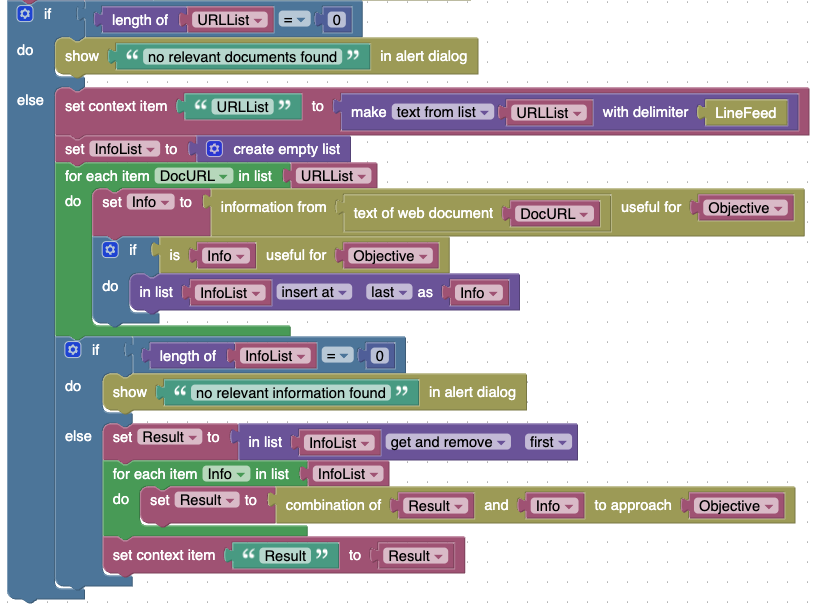 if length of URLList = 0
do show “ no relevant documents found ” in alert dialog
else set context item “ URLList ” to make text from list URLList with delimiter LineFeed
set InfoList to create empty list
for each item DocURL in list URLList
do set Info to information from text of web document DocURL useful for Objective
if is Info useful for Objective
do in list InfoList insert at last as Info
if length of InfoList = 0
do show “ no relevant information found ” in alert dialog
else set Result to in list InfoList get and remove first
for each item Info in list InfoList
do set Result to combination of Result and Info to approach Objective
set context item “ Result ” to Result